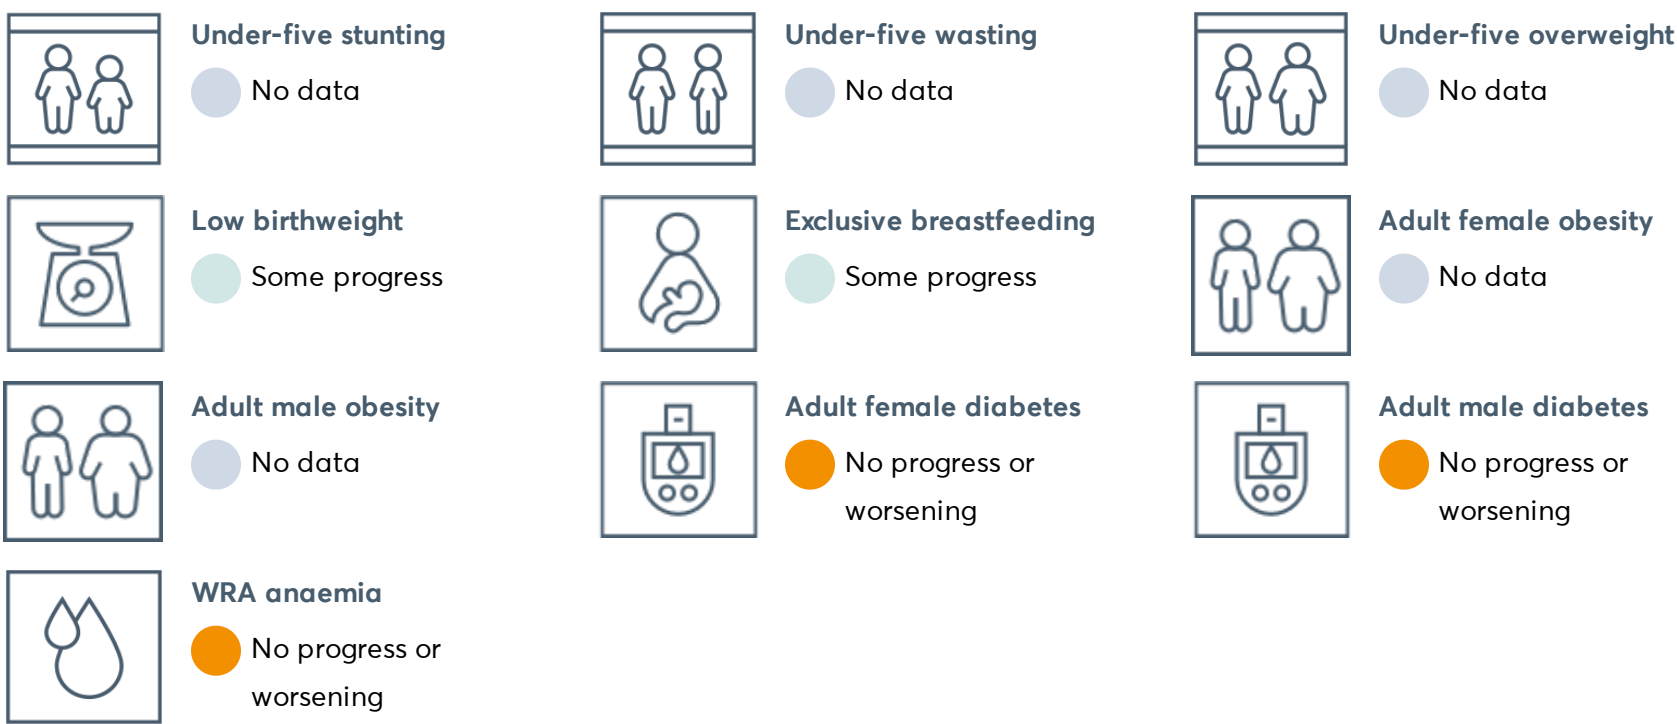 Under-five stunting
No data
Under-five wasting
No data
Under-five overweight
No data
Low birthweight
Some progress
Exclusive breastfeeding
Some progress
Adult female obesity
No data
Adult male obesity
No data
Adult female diabetes
No progress or
worsening
Adult male diabetes
No progress or
worsening
WRA anaemia
No progress or
worsening